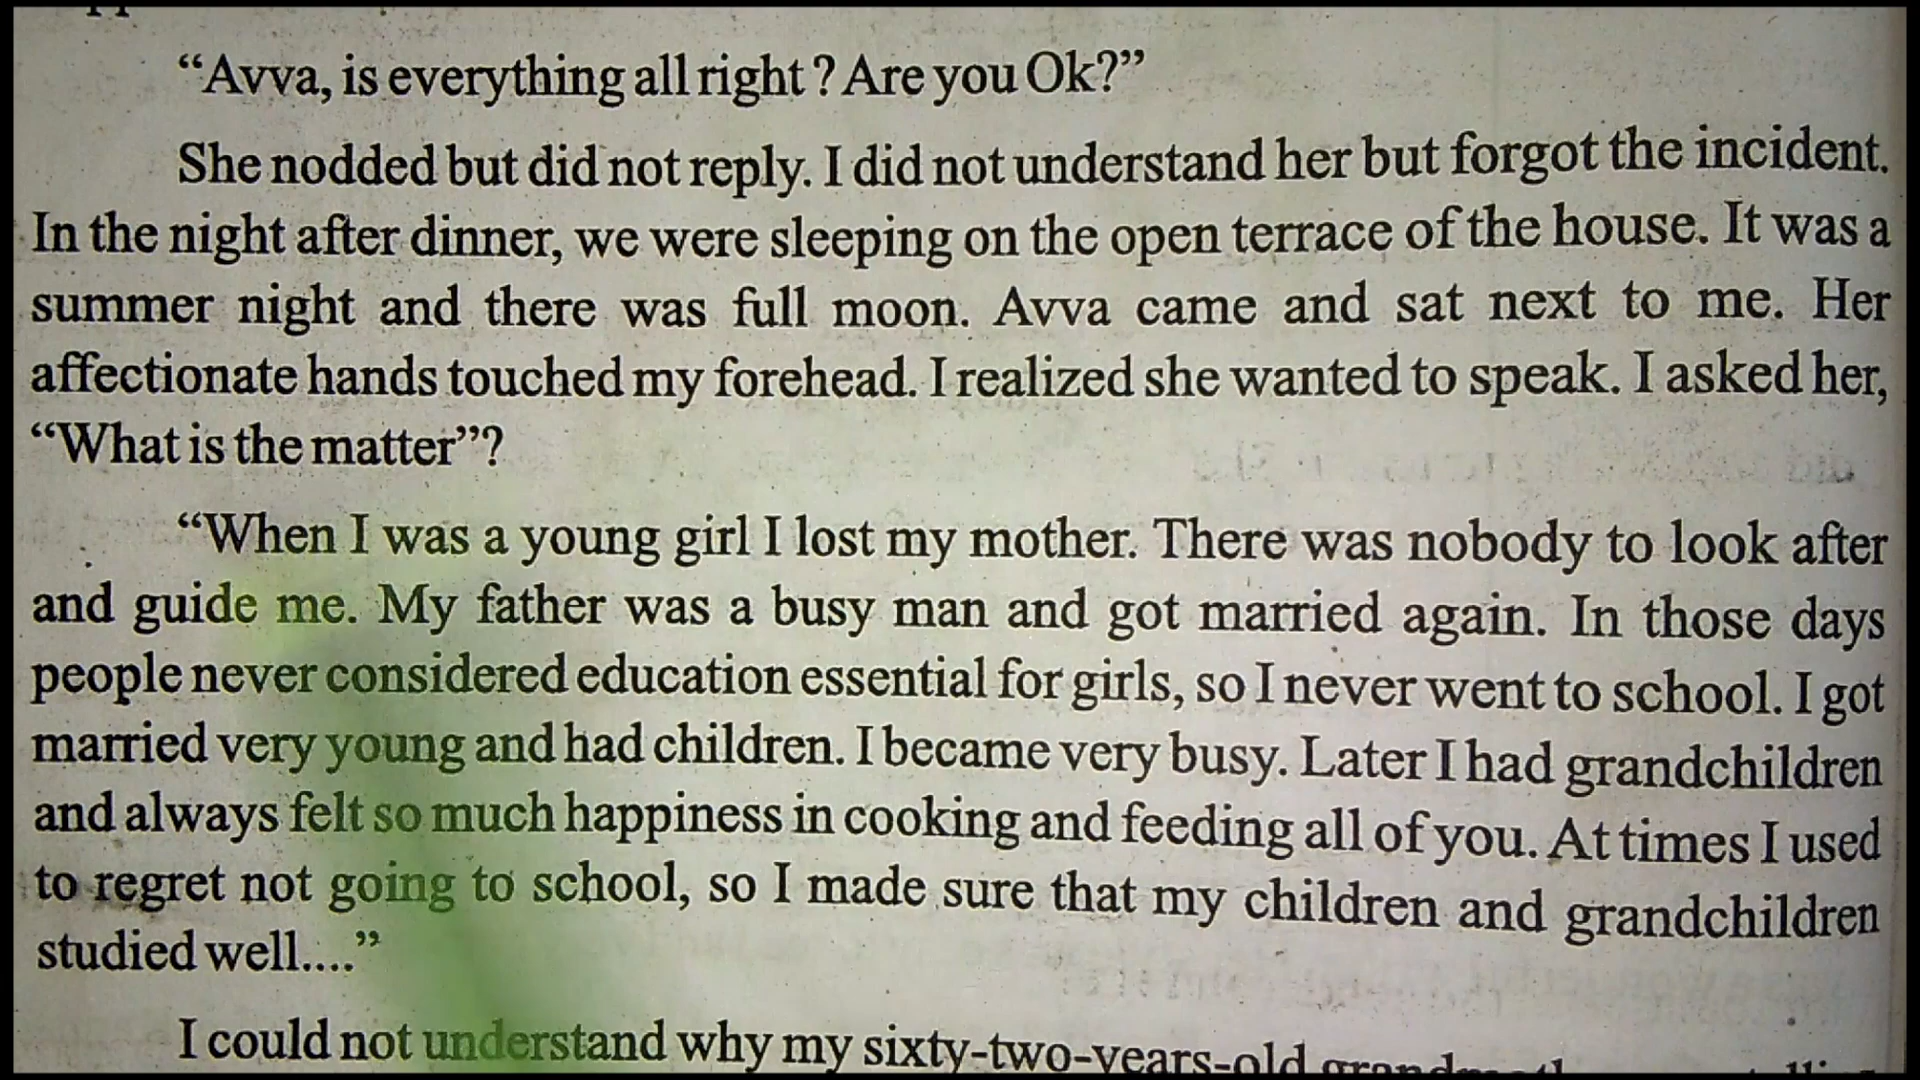 “Avva, is everything all right ? Are you Ok?”
She nodded but did not reply. I did not understand her but forgot the incident.
In the night after dinner, we were sleeping on the open terrace of the house. It was a
summer night and there was full moon. Avva came and sat next to me. Her
affectionate hands touched my forehead. I realized she wanted to speak. I asked her,
“What is the matter”?
“When I was a young girl I lost my mother. There was nobody to look after
and guide me. My father was a busy man and got married again. In those days
people never considered education essential for girls, so I never went to school. I got
married very young and had children. I became very busy. Later I had grandchildren
and always felt so much happiness in cooking and feeding all of you. At times I used
to regret not going to school, so I made sure that my children and grandchildren
studied well....”
I could not understand why my sixty-two-years-old